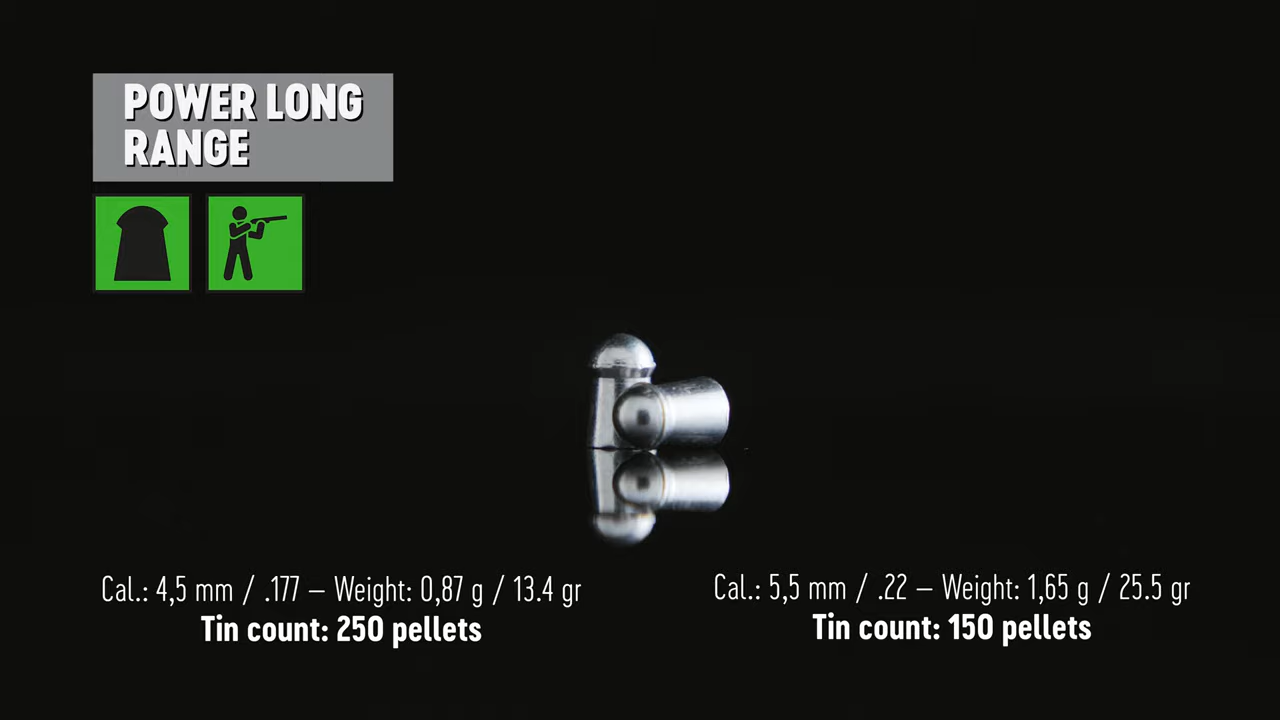 POWER LONG
RANGE
Cal.: 4,5 mm / .177 – Weight: 0,87 g / 13.4 gr
Tin count: 250 pellets
Cal.: 5,5 mm / .22 – Weight: 1,65 g / 25.5 gr
Tin count: 150 pellets